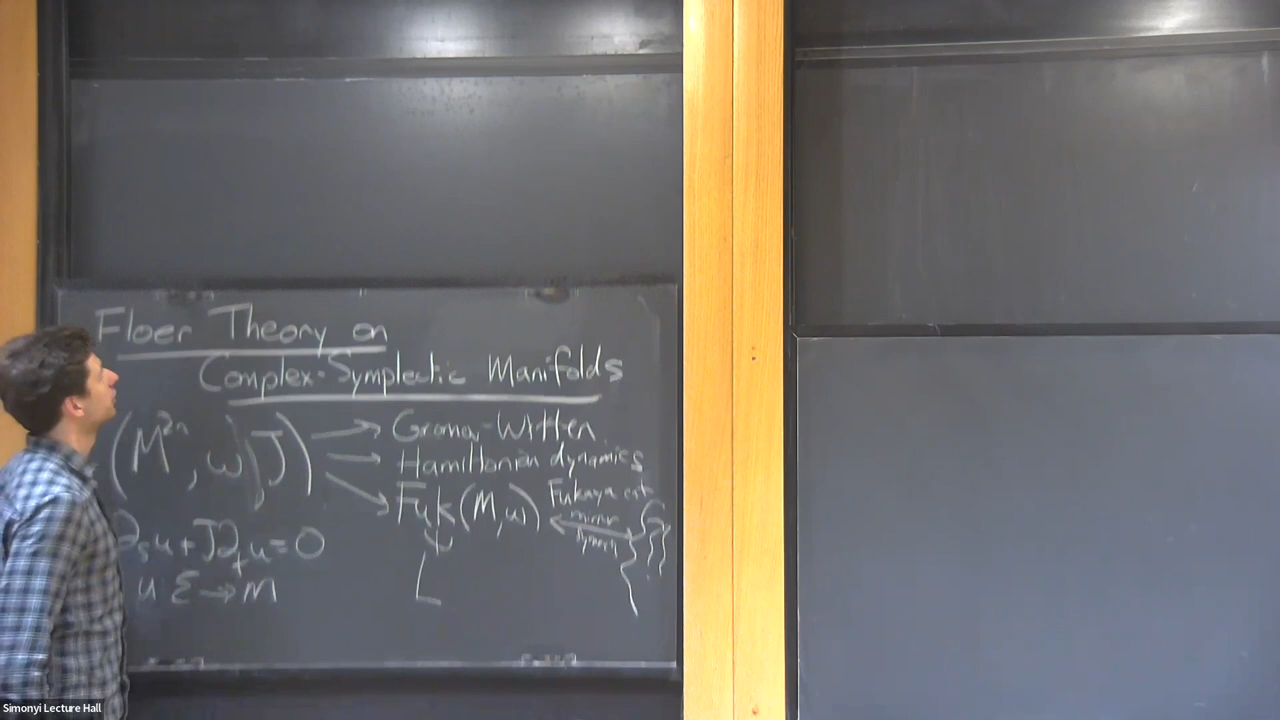 Floer Theory on
Complex-Symplectic Manifolds
(M²ⁿ, ω, J) → Gromov-Witten
→ Hamiltonian dynamics
→ Fuk(M,ω) Fukaya cat
mirror
∂ₛu+J∂ₜu=0
u Σ→M
L
Simonyi Lecture Hall